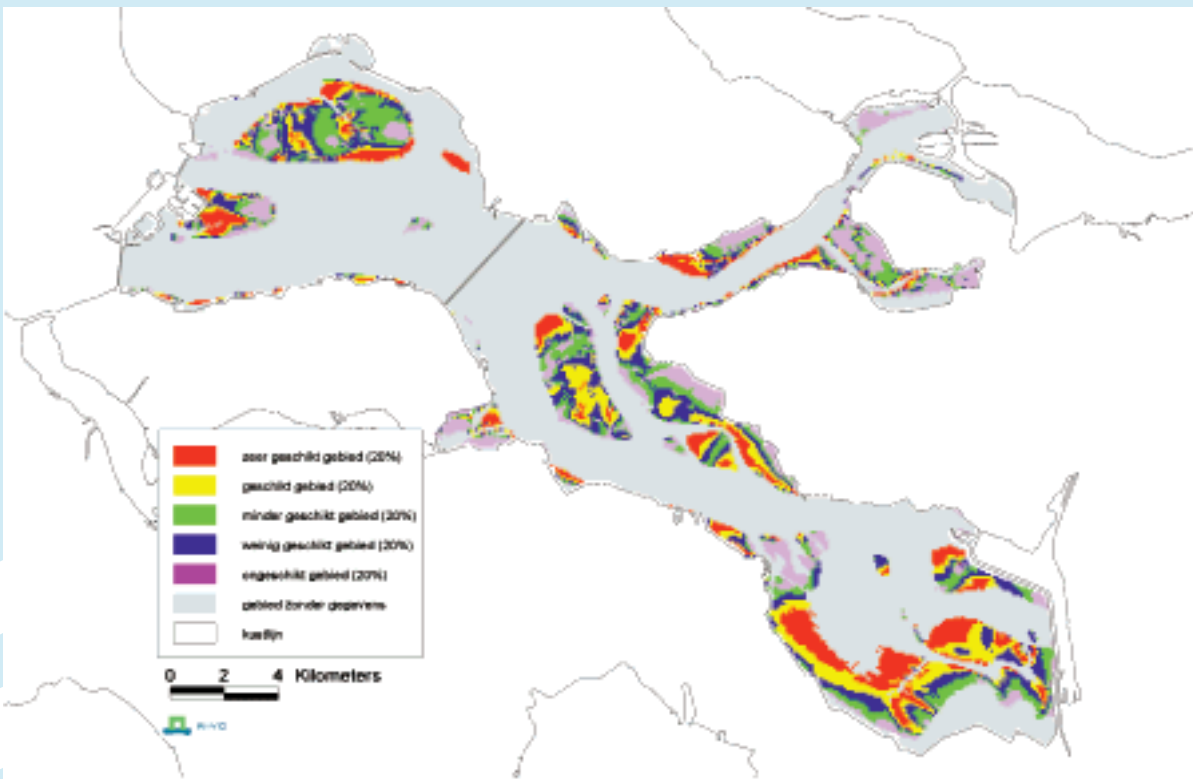 zeer geschikt gebied (20%)
geschikt gebied (20%)
minder geschikt gebied (20%)
weinig geschikt gebied (20%)
ongeschikt gebied (20%)
gebied zonder gegevens
kustlijn
0 2 4 Kilometers